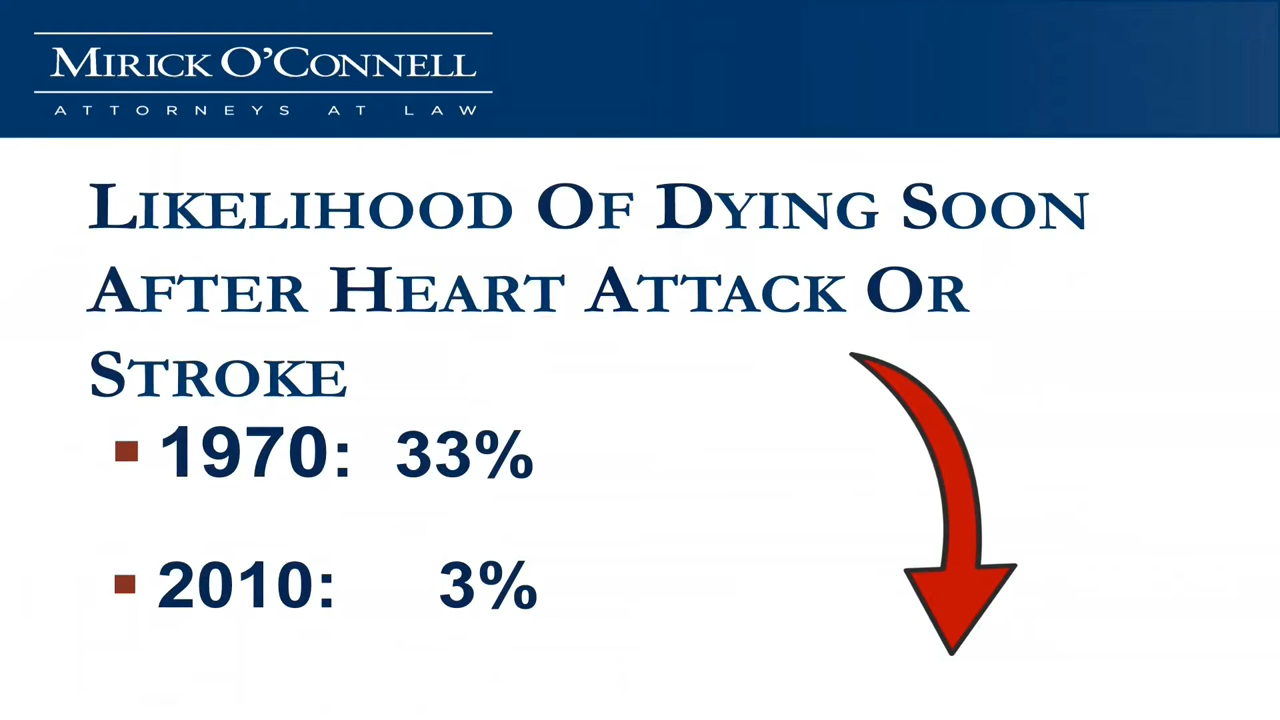 MIRICK O'CONNELL
ATTORNEYS AT LAW
LIKELIHOOD OF DYING SOON
AFTER HEART ATTACK OR
STROKE
▪ 1970: 33%
▪ 2010: 3%